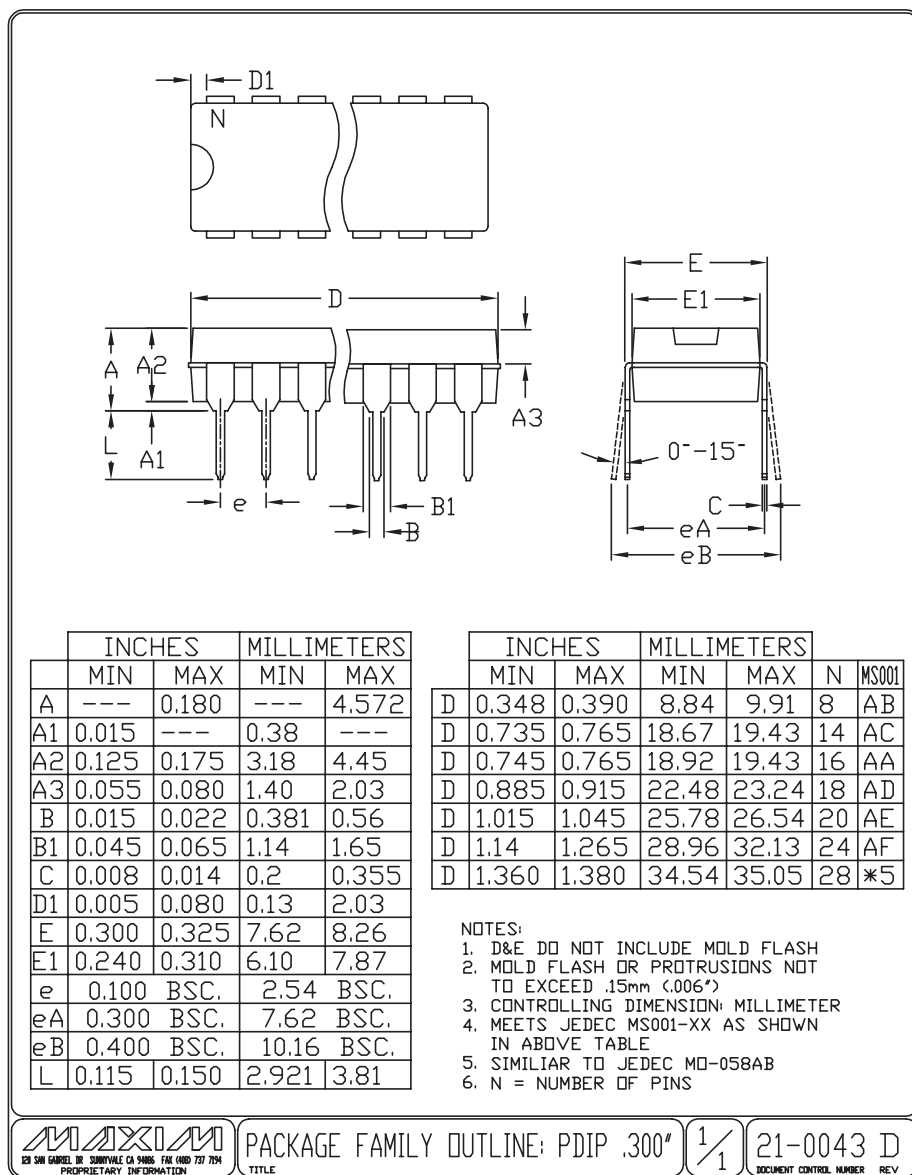 D1
N
D
E
E1
A
A2
A3
L
A1
0°-15°
e
B1
B
C
eA
eB
INCHES MILLIMETERS
MIN MAX MIN MAX
A --- 0.180 --- 4.572
A1 0.015 --- 0.38 ---
A2 0.125 0.175 3.18 4.45
A3 0.055 0.080 1.40 2.03
B 0.015 0.022 0.381 0.56
B1 0.045 0.065 1.14 1.65
C 0.008 0.014 0.2 0.355
D1 0.005 0.080 0.13 2.03
E 0.300 0.325 7.62 8.26
E1 0.240 0.310 6.10 7.87
e 0.100 BSC. 2.54 BSC.
eA 0.300 BSC. 7.62 BSC.
eB 0.400 BSC. 10.16 BSC.
L 0.115 0.150 2.921 3.81
INCHES MILLIMETERS
MIN MAX MIN MAX N MS001
D 0.348 0.390 8.84 9.91 8 AB
D 0.735 0.765 18.67 19.43 14 AC
D 0.745 0.765 18.92 19.43 16 AA
D 0.885 0.915 22.48 23.24 18 AD
D 1.015 1.045 25.78 26.54 20 AE
D 1.14 1.265 28.96 32.13 24 AF
D 1.360 1.380 34.54 35.05 28 *5
NOTES:
1. D&E DO NOT INCLUDE MOLD FLASH
2. MOLD FLASH OR PROTRUSIONS NOT
TO EXCEED .15mm (.006")
3. CONTROLLING DIMENSION: MILLIMETER
4. MEETS JEDEC MS001-XX AS SHOWN
IN ABOVE TABLE
5. SIMILIAR TO JEDEC MO-058AB
6. N = NUMBER OF PINS
MAXIM
120 SAN GABRIEL DR SUNNYVALE CA 94086 FAX (408) 737 7194
PROPRIETARY INFORMATION
PACKAGE FAMILY OUTLINE: PDIP .300"
TITLE
1/1
21-0043 D
DOCUMENT CONTROL NUMBER REV